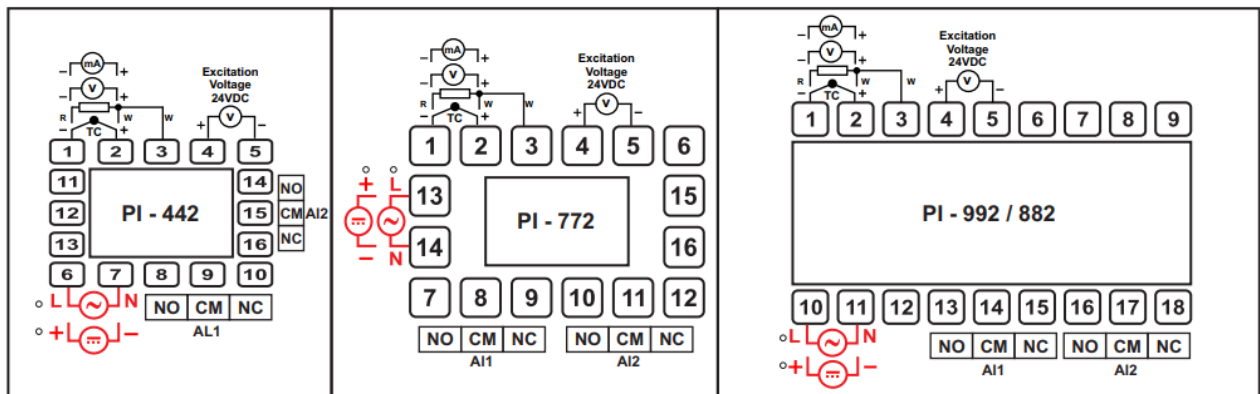 mA
− +
V
− +
R W W
− TC +
Excitation
Voltage
24VDC
+ V −
1 2 3 4 5
11 14 NO
12 PI - 442 15 CM AI2
13 16 NC
6 7 8 9 10
L ~ N NO CM NC
+ − AL1
mA
− +
V
− +
R W W
− TC +
Excitation
Voltage
24VDC
+ V −
1 2 3 4 5 6
+ L 13 15
PI - 772
− N 14 16
7 8 9 10 11 12
NO CM NC NO CM NC
AI1 AI2
mA
− +
V
− +
R W W
− TC +
Excitation
Voltage
24VDC
+ V −
1 2 3 4 5 6 7 8 9
PI - 992 / 882
10 11 12 13 14 15 16 17 18
L ~ N NO CM NC NO CM NC
+ − AI1 AI2